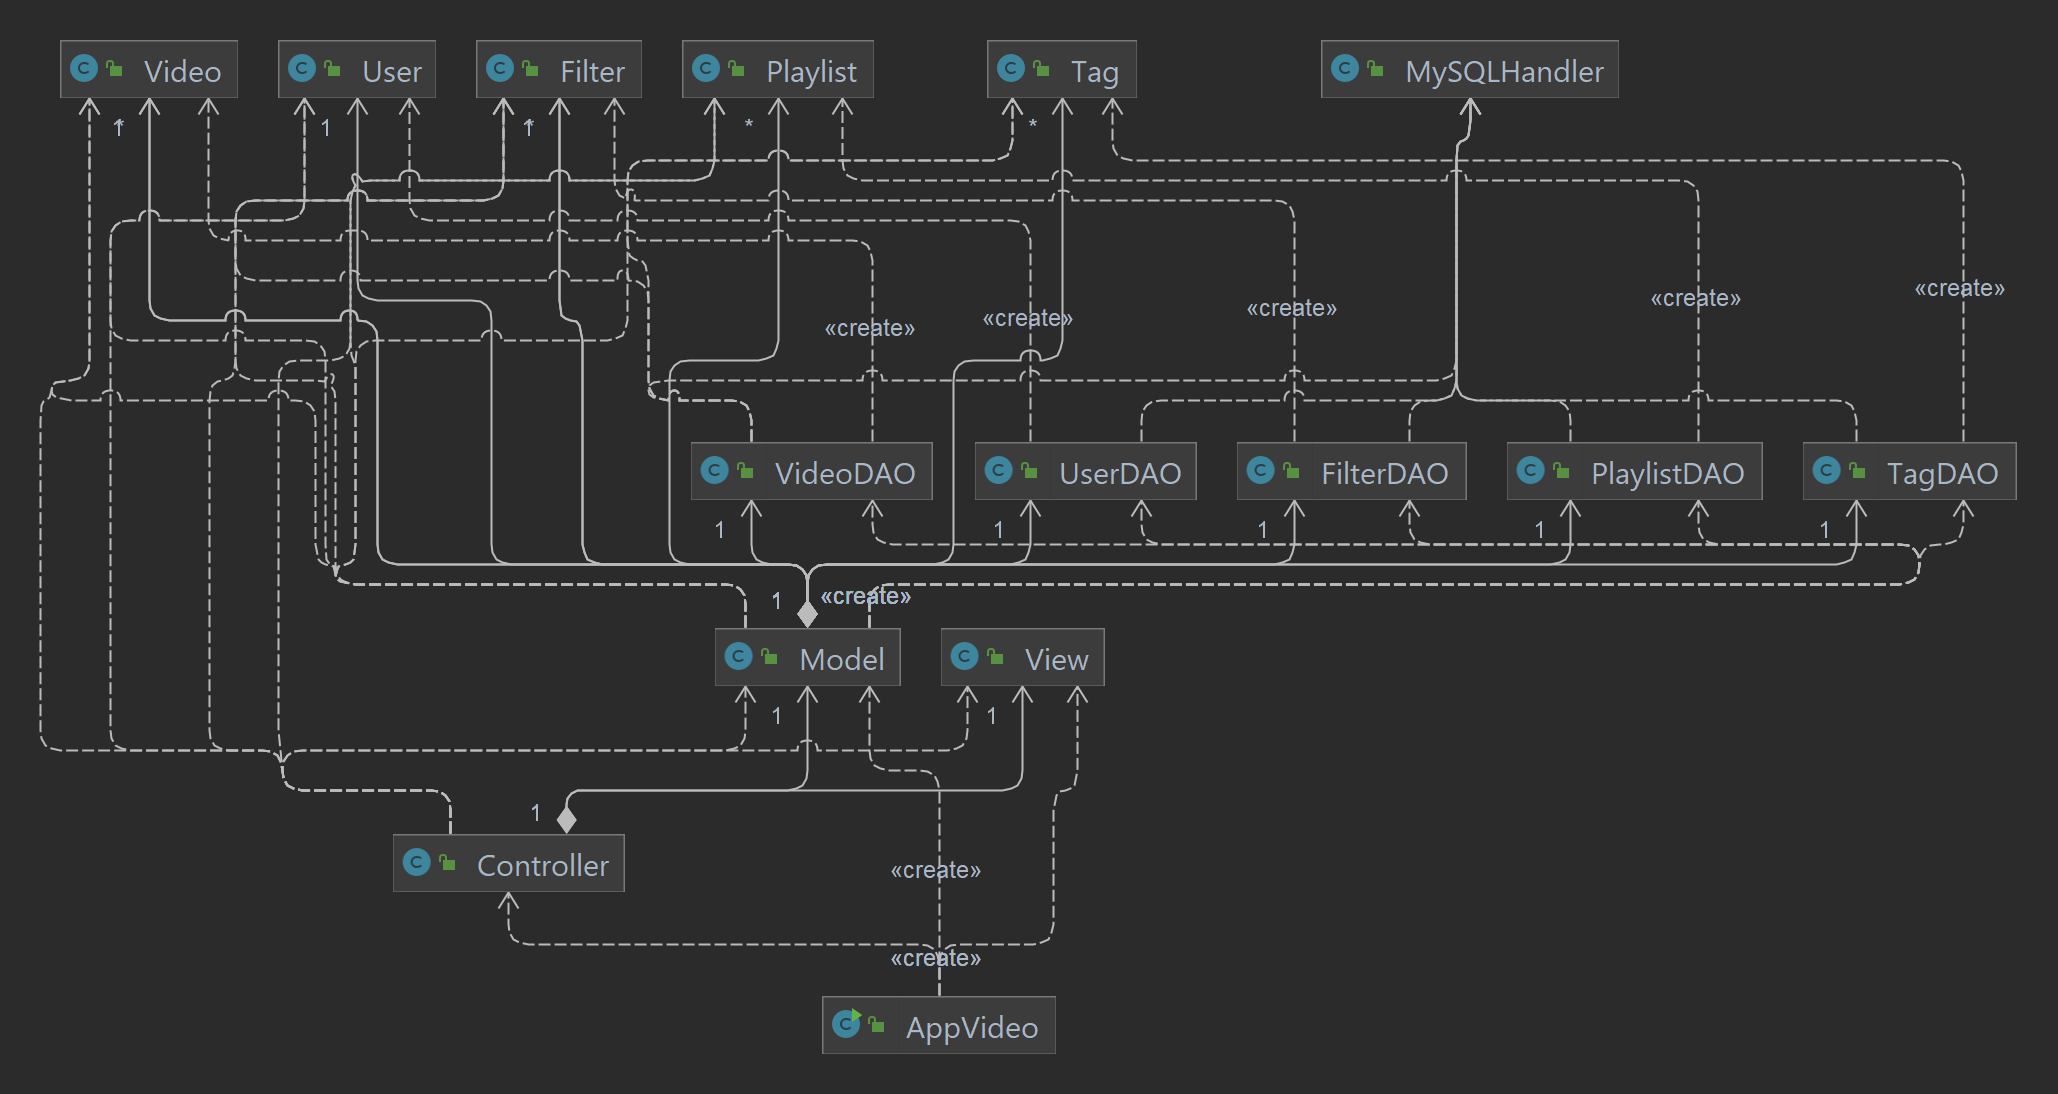 Video
User
Filter
Playlist
Tag
MySQLHandler
1
*
1
1
*
*
*
«create»
«create»
«create»
«create»
«create»
VideoDAO
UserDAO
FilterDAO
PlaylistDAO
TagDAO
1
1
1
1
1
1
«create»
Model
View
1
1
1
Controller
«create»
«create»
AppVideo